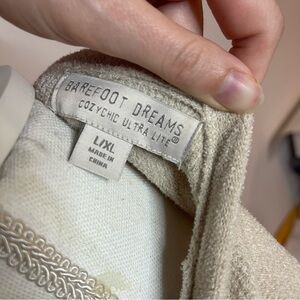 BAREFOOT DREAMS
COZYCHIC ULTRA LITE®
L/XL
MADE IN
CHINA